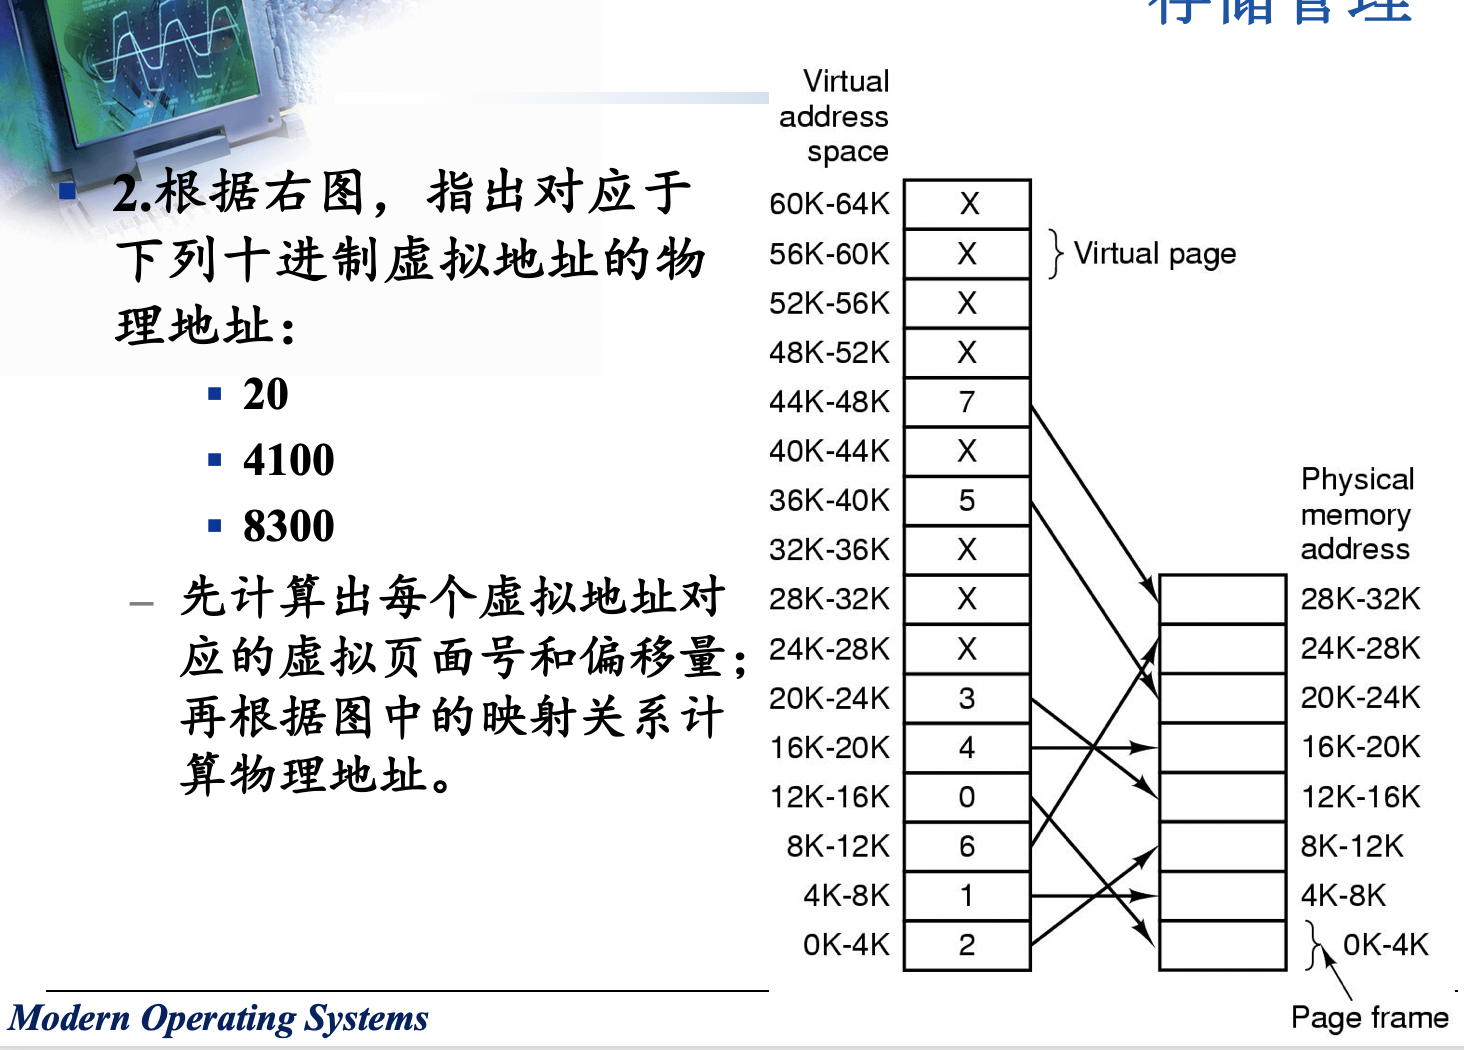 存储管理
2.根据右图，指出对应于
下列十进制虚拟地址的物
理地址：
20
4100
8300
– 先计算出每个虚拟地址对
应的虚拟页面号和偏移量；
再根据图中的映射关系计
算物理地址。
Virtual
address
space
60K-64K X
56K-60K X Virtual page
52K-56K X
48K-52K X
44K-48K 7
40K-44K X
36K-40K 5
32K-36K X
28K-32K X
24K-28K X
20K-24K 3
16K-20K 4
12K-16K 0
8K-12K 6
4K-8K 1
0K-4K 2
Physical
memory
address
28K-32K
24K-28K
20K-24K
16K-20K
12K-16K
8K-12K
4K-8K
0K-4K
Page frame
Modern Operating Systems